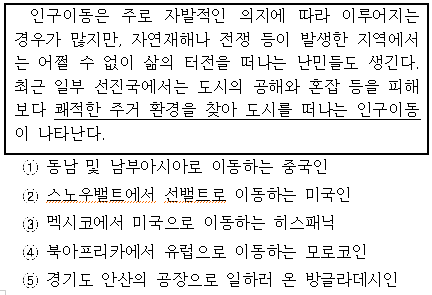 인구이동은 주로 자발적인 의지에 따라 이루어지는
경우가 많지만, 자연재해나 전쟁 등이 발생한 지역에서
는 어쩔 수 없이 삶의 터전을 떠나는 난민들도 생긴다.
최근 일부 선진국에서는 도시의 공해와 혼잡 등을 피해
보다 쾌적한 주거 환경을 찾아 도시를 떠나는 인구이동
이 나타난다.
① 동남 및 남부아시아로 이동하는 중국인
② 스노우밸트에서 선밸트로 이동하는 미국인
③ 멕시코에서 미국으로 이동하는 히스패닉
④ 북아프리카에서 유럽으로 이동하는 모로코인
⑤ 경기도 안산의 공장으로 일하러 온 방글라데시인